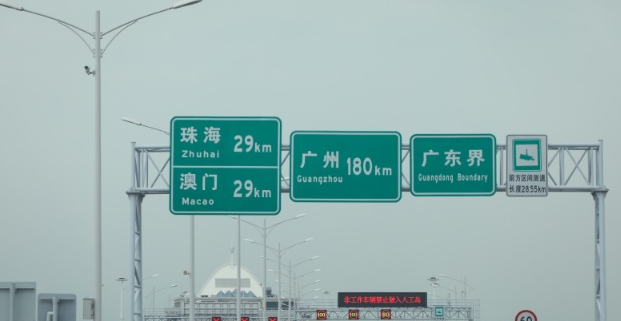 珠海 29km
Zhuhai
澳门 29km
Macao
广州 180km
Guangzhou
广东界
Guangdong Boundary
前方区间测速
长度28.55km
非工作车辆禁止驶入人工岛
60